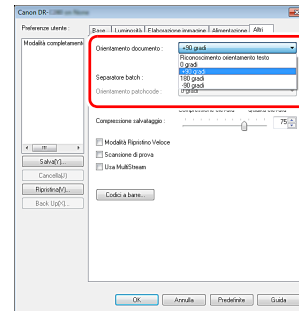 Canon DR-
Preferenze utente :
Modalità completament
Salva[Y]...
Cancella(J)
Ripristina(V)...
Back Up(X)...
Base
Luminosità
Elaborazione immagine
Alimentazione
Altri
Orientamento documento :
+90 gradi
Riconoscimento orientamento testo
0 gradi
+90 gradi
180 gradi
-90 gradi
Separatore batch :
Orientamento patchcode :
0 gradi
Compressione salvataggio :
75
Modalità Ripristino Veloce
Scansione di prova
Usa MultiStream
Codici a barre...
OK
Annulla
Predefinite
Guida